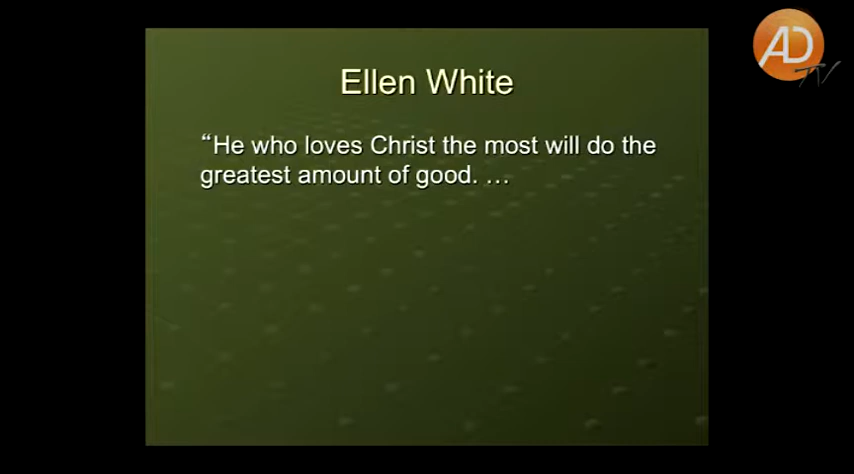 AD
TV
Ellen White
“He who loves Christ the most will do the
greatest amount of good. …